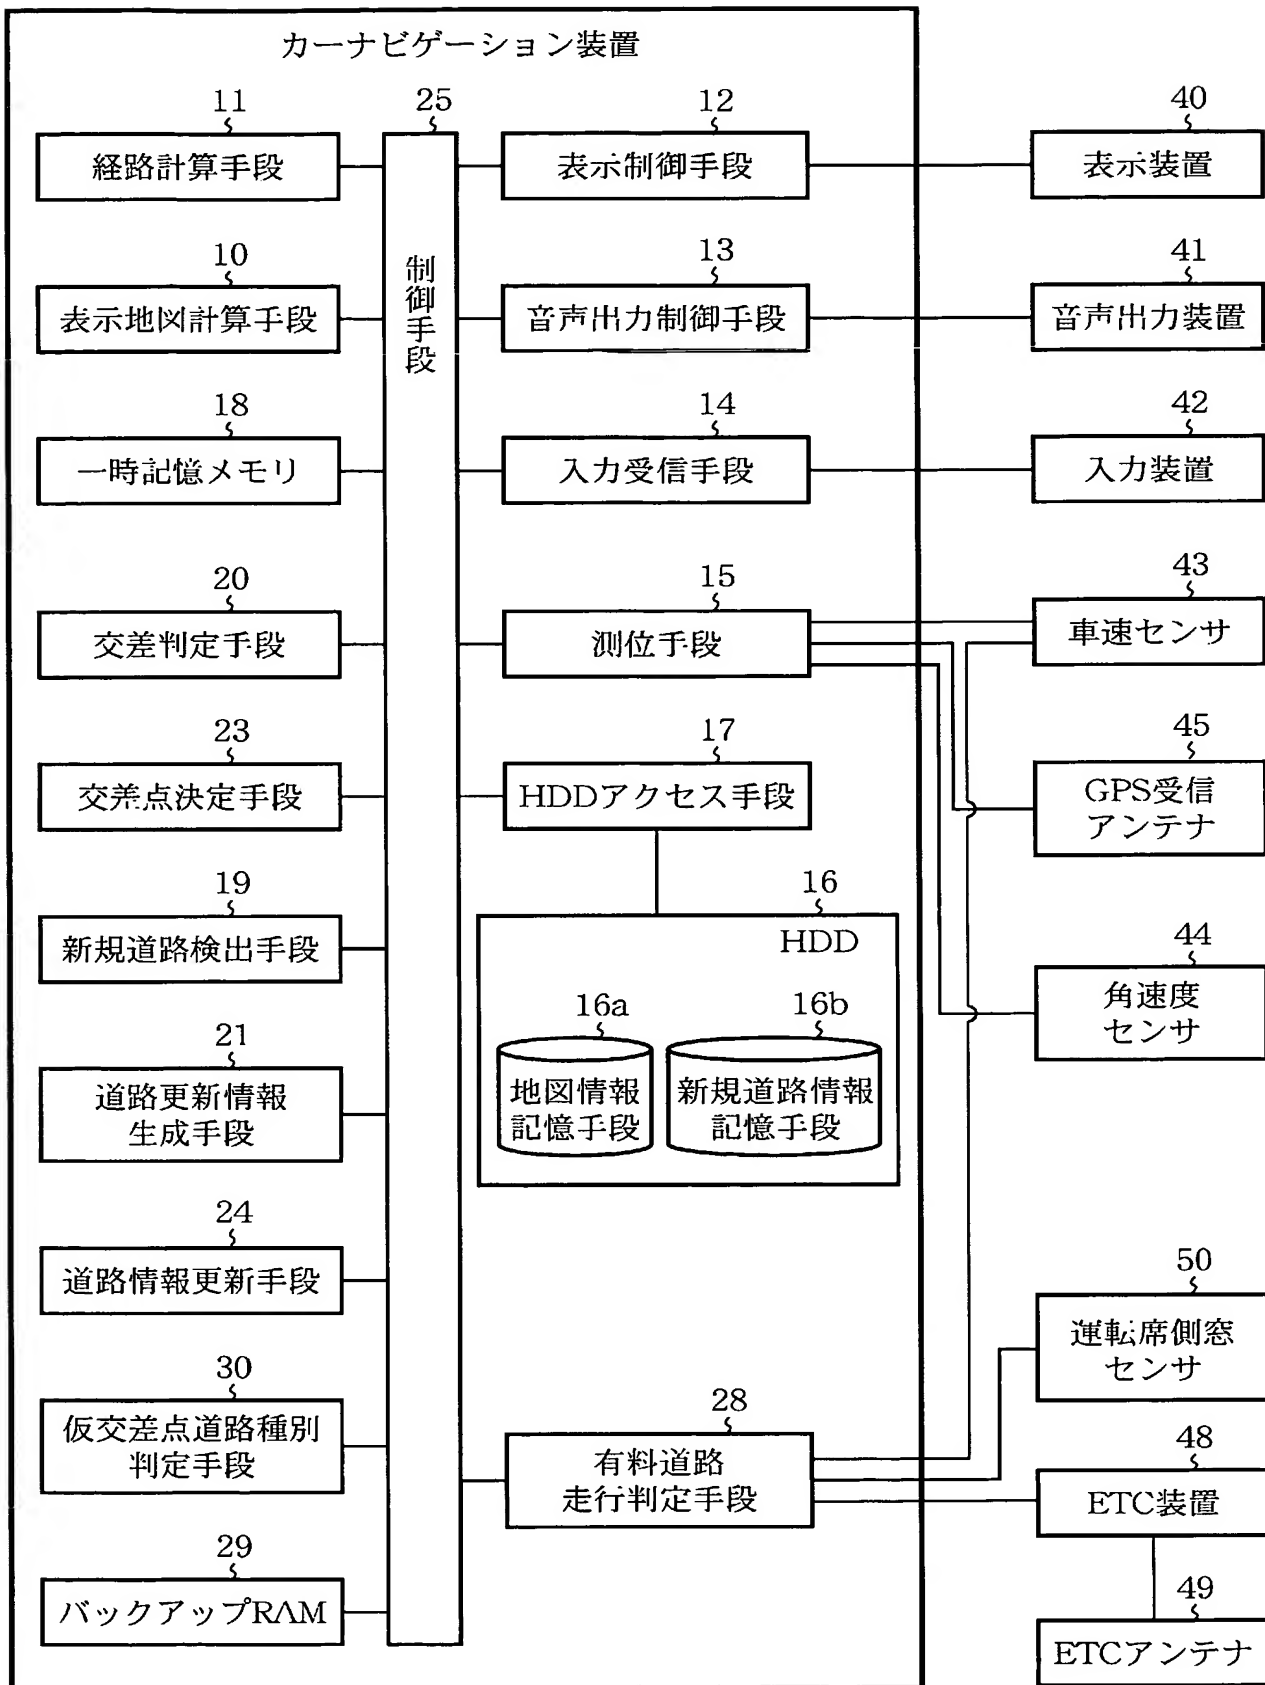 カーナビゲーション装置
11
経路計算手段
10
表示地図計算手段
18
一時記憶メモリ
20
交差判定手段
23
交差点決定手段
19
新規道路検出手段
21
道路更新情報
生成手段
24
道路情報更新手段
30
仮交差点道路種別
判定手段
29
バックアップRAM
25
制御手段
12
表示制御手段
13
音声出力制御手段
14
入力受信手段
15
測位手段
17
HDDアクセス手段
16
HDD
16a
地図情報
記憶手段
16b
新規道路情報
記憶手段
28
有料道路
走行判定手段
40
表示装置
41
音声出力装置
42
入力装置
43
車速センサ
45
GPS受信
アンテナ
44
角速度
センサ
50
運転席側窓
センサ
48
ETC装置
49
ETCアンテナ